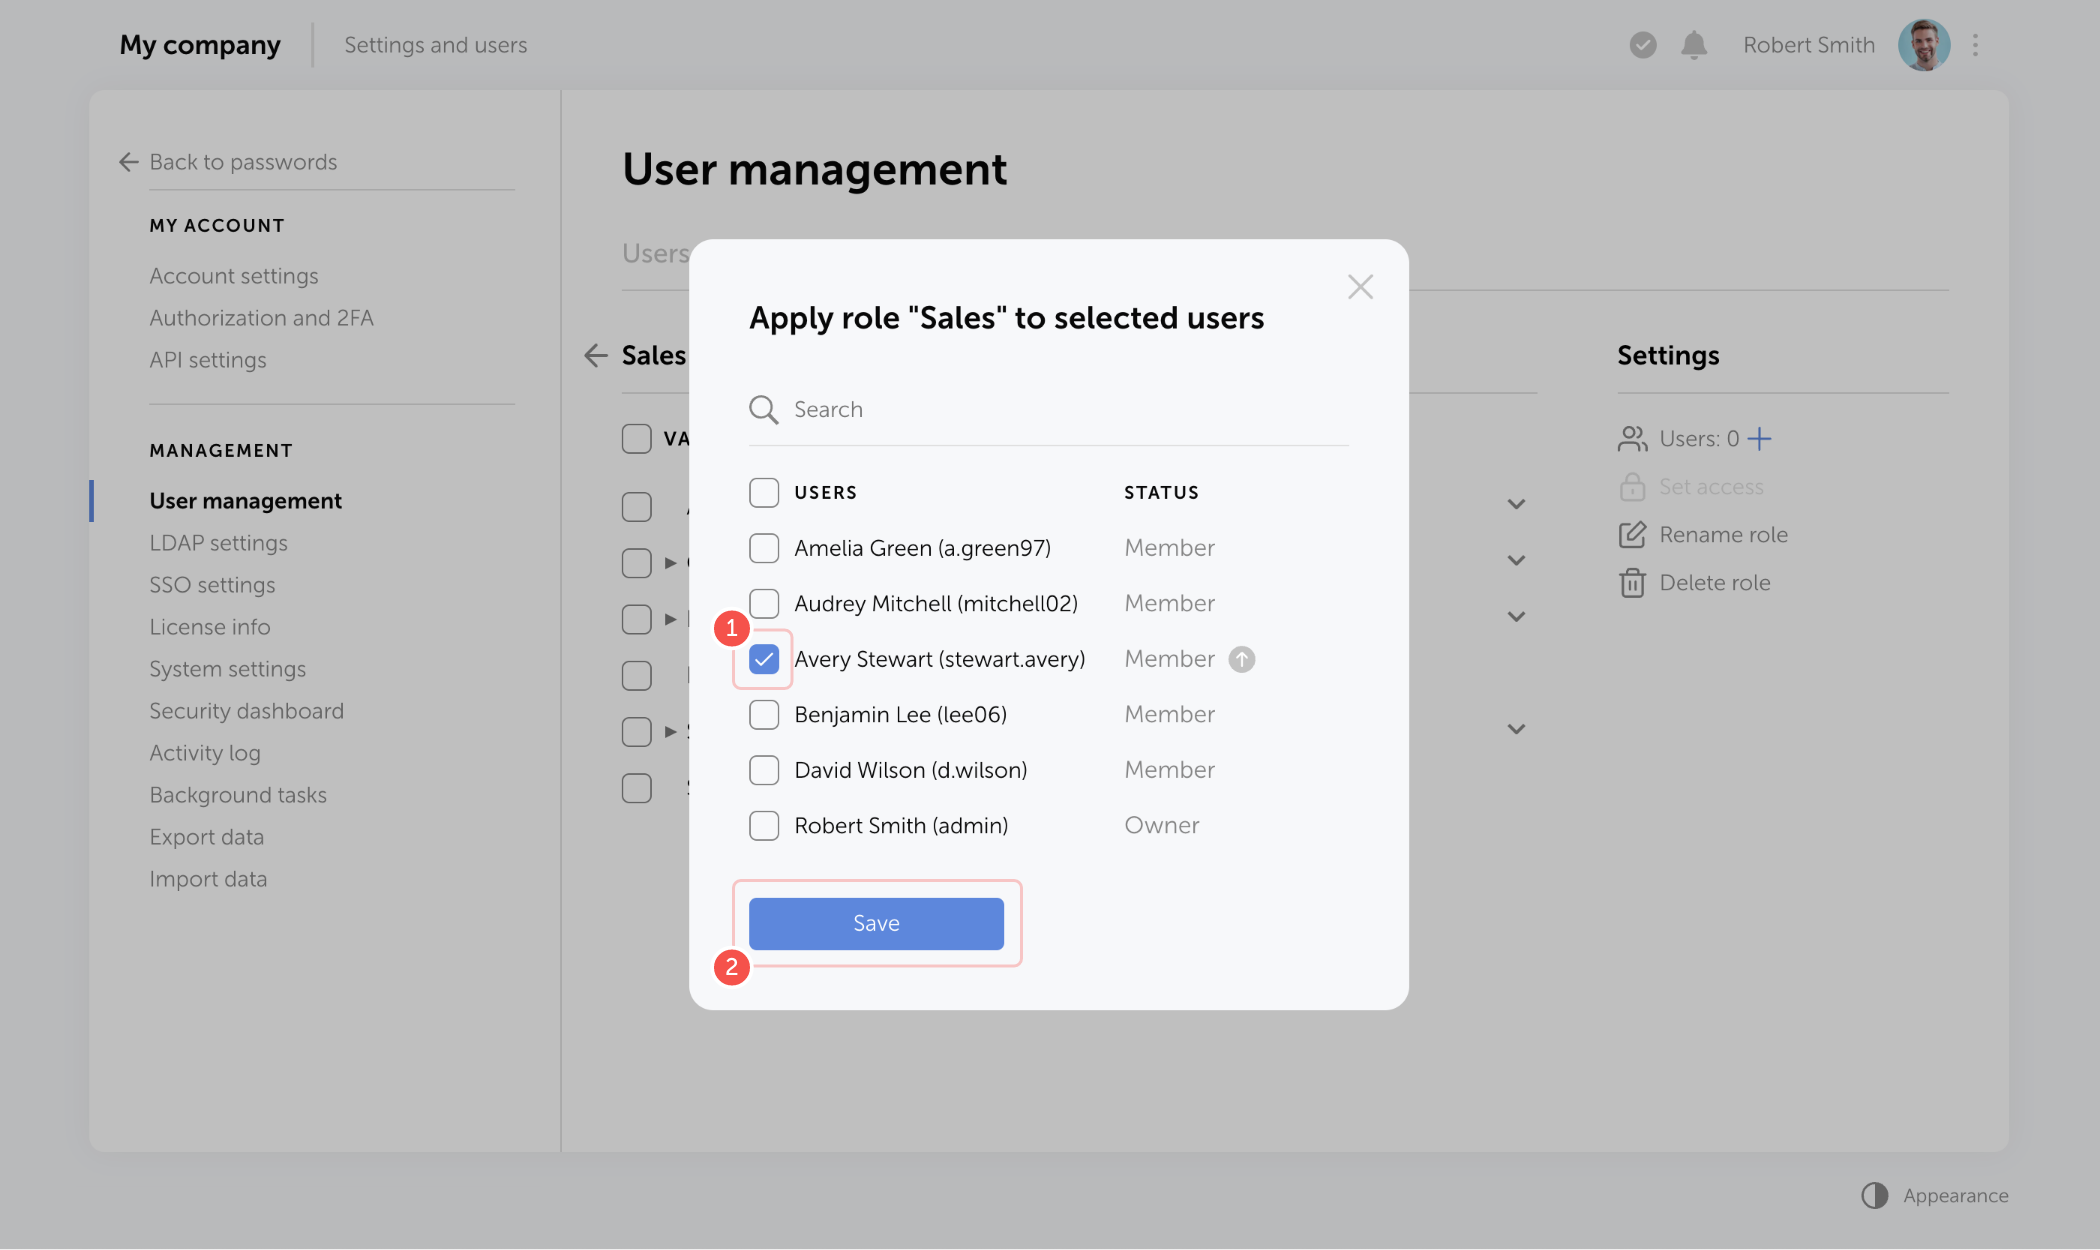 My company
Settings and users
Robert Smith
Back to passwords
MY ACCOUNT
Account settings
Authorization and 2FA
API settings
MANAGEMENT
User management
LDAP settings
SSO settings
License info
System settings
Security dashboard
Activity log
Background tasks
Export data
Import data
User management
Users
Sales
Settings
Users: 0
Set access
Rename role
Delete role
Apply role "Sales" to selected users
Search
USERS STATUS
Amelia Green (a.green97) Member
Audrey Mitchell (mitchell02) Member
1
Avery Stewart (stewart.avery) Member
Benjamin Lee (lee06) Member
David Wilson (d.wilson) Member
Robert Smith (admin) Owner
Save
2
Appearance